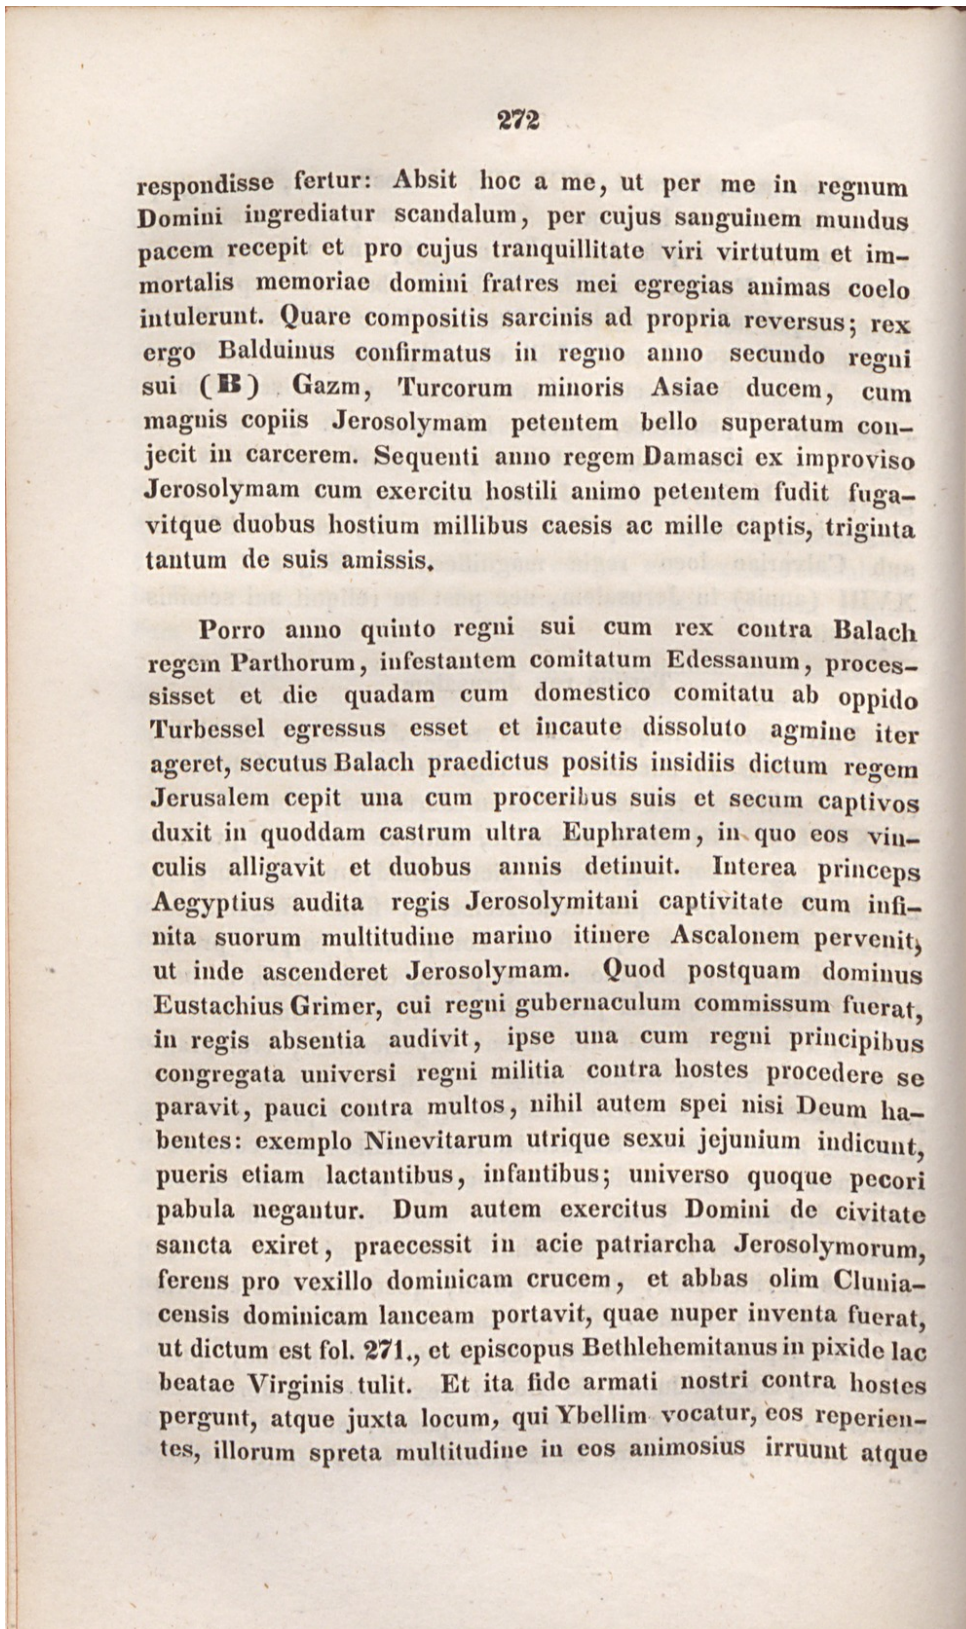 272
respondisse fertur: Absit hoc a me, ut per me in regnum
Domini ingrediatur scandalum, per cujus sanguinem mundus
pacem recepit et pro cujus tranquillitate viri virtutum et im-
mortalis memoriae domini fratres mei egregias animas coelo
intulerunt. Quare compositis sarcinis ad propria reversus; rex
ergo Balduinus confirmatus in regno anno secundo regni
sui (B) Gazm, Turcorum minoris Asiae ducem, cum
magnis copiis Jerosolymam petentem bello superatum con-
jecit in carcerem. Sequenti anno regem Damasci ex improviso
Jerosolymam cum exercitu hostili animo petentem fudit fuga-
vitque duobus hostium millibus caesis ac mille captis, triginta
tantum de suis amissis.
Porro anno quinto regni sui cum rex contra Balach
regem Parthorum, infestantem comitatum Edessanum, proces-
sisset et die quadam cum domestico comitatu ab oppido
Turbessel egressus esset et incaute dissoluto agmine iter
ageret, secutus Balach praedictus positis insidiis dictum regem
Jerusalem cepit una cum proceribus suis et secum captivos
duxit in quoddam castrum ultra Euphratem, in quo eos vin-
culis alligavit et duobus annis detinuit. Interea princeps
Aegyptius audita regis Jerosolymitani captivitate cum infi-
nita suorum multitudine marino itinere Ascalonem pervenit,
ut inde ascenderet Jerosolymam. Quod postquam dominus
Eustachius Grimer, cui regni gubernaculum commissum fuerat,
in regis absentia audivit, ipse una cum regni principibus
congregata universi regni militia contra hostes procedere se
paravit, pauci contra multos, nihil autem spei nisi Deum ha-
bentes: exemplo Ninevitarum utrique sexui jejunium indicunt,
pueris etiam lactantibus, infantibus; universo quoque pecori
pabula negantur. Dum autem exercitus Domini de civitate
sancta exiret, praecessit in acie patriarcha Jerosolymorum,
ferens pro vexillo dominicam crucem, et abbas olim Clunia-
censis dominicam lanceam portavit, quae nuper inventa fuerat,
ut dictum est fol. 271., et episcopus Bethlehemitanus in pixide lac
beatae Virginis tulit. Et ita fide armati nostri contra hostes
pergunt, atque juxta locum, qui Ybellim vocatur, eos reperien-
tes, illorum spreta multitudine in eos animosius irruunt atque